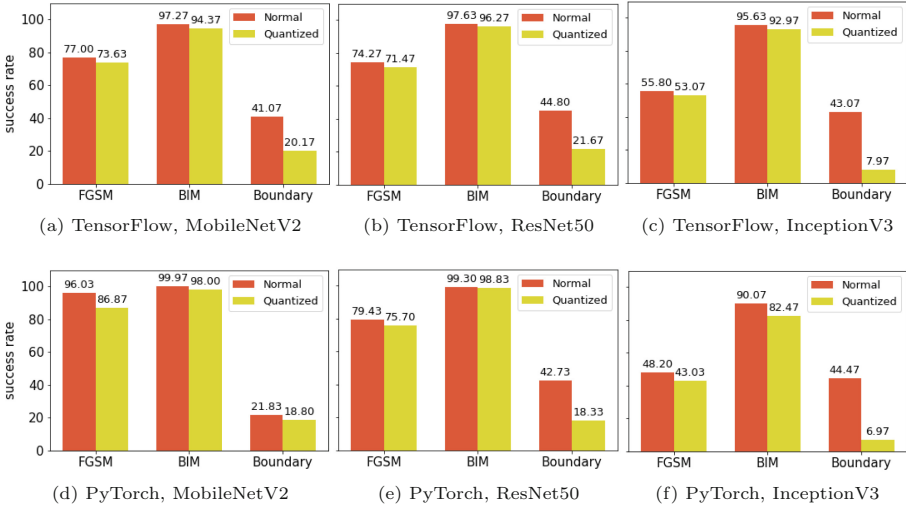 success rate
100
80
60
40
20
0
77.00 73.63
97.27 94.37
41.07 20.17
Normal
Quantized
FGSM BIM Boundary
(a) TensorFlow, MobileNetV2
74.27 71.47
97.63 96.27
44.80 21.67
Normal
Quantized
FGSM BIM Boundary
(b) TensorFlow, ResNet50
55.80 53.07
95.63 92.97
43.07 7.97
Normal
Quantized
FGSM BIM Boundary
(c) TensorFlow, InceptionV3
success rate
100
80
60
40
20
0
96.03 86.87
99.97 98.00
21.83 18.80
Normal
Quantized
FGSM BIM Boundary
(d) PyTorch, MobileNetV2
79.43 75.70
99.30 98.83
42.73 18.33
Normal
Quantized
FGSM BIM Boundary
(e) PyTorch, ResNet50
48.20 43.03
90.07 82.47
44.47 6.97
Normal
Quantized
FGSM BIM Boundary
(f) PyTorch, InceptionV3